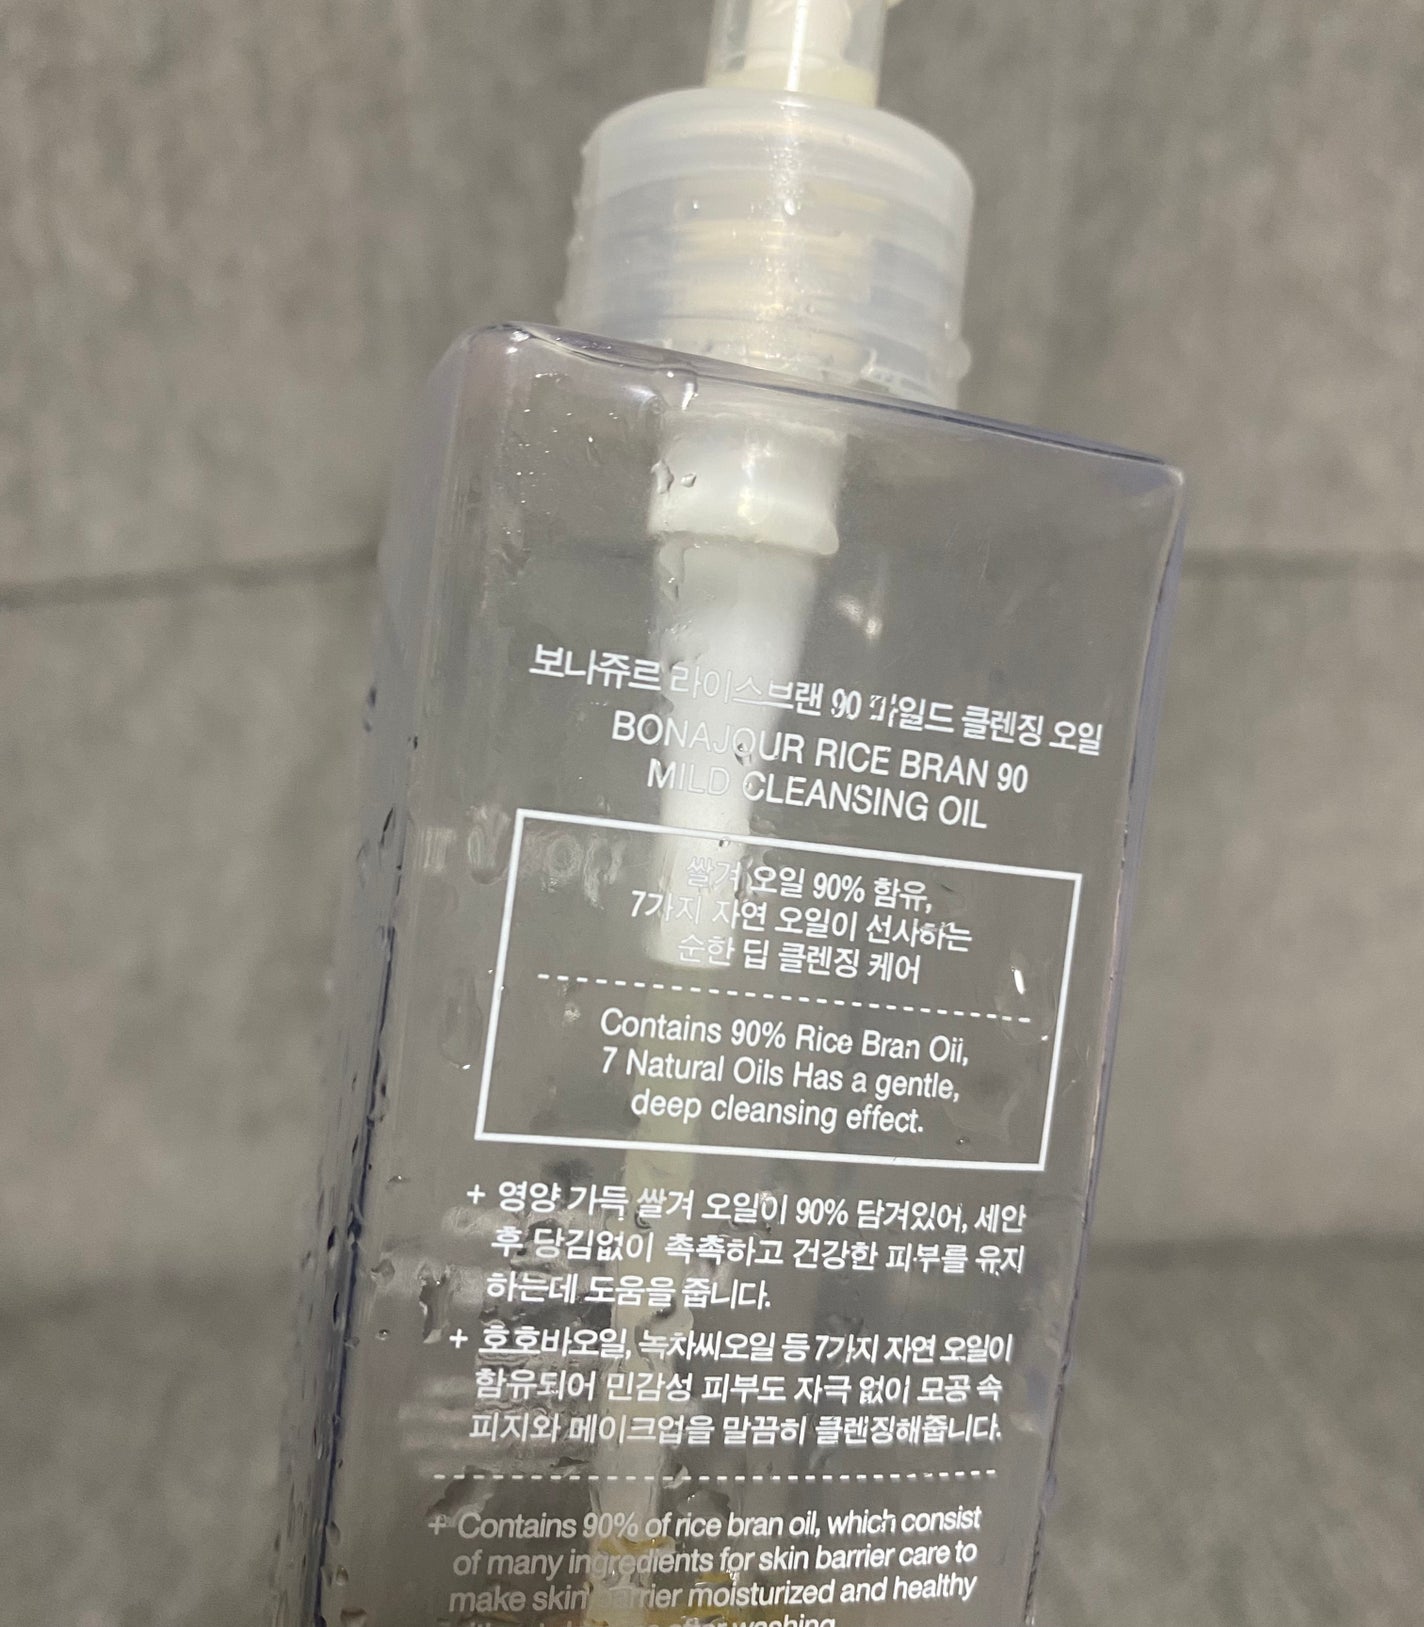 보나쥬르 라이스브랜 90 마일드 클렌징 오일
BONAJOUR RICE BRAN 90
MILD CLEANSING OIL
쌀겨 오일 90% 함유,
7가지 자연 오일이 선사하는
순한 딥 클렌징 케어
Contains 90% Rice Bran Oil,
7 Natural Oils Has a gentle,
deep cleansing effect.
+ 영양 가득 쌀겨 오일이 90% 담겨있어, 세안
후 당김없이 촉촉하고 건강한 피부를 유지
하는데 도움을 줍니다.
+ 호호바오일, 녹차씨오일 등 7가지 자연 오일이
함유되어 민감성 피부도 자극 없이 모공 속
피지와 메이크업을 말끔히 클렌징해줍니다.
+ Contains 90% of rice bran oil, which consist
of many ingredients for skin barrier care to
make skin barrier moisturized and healthy
after washing